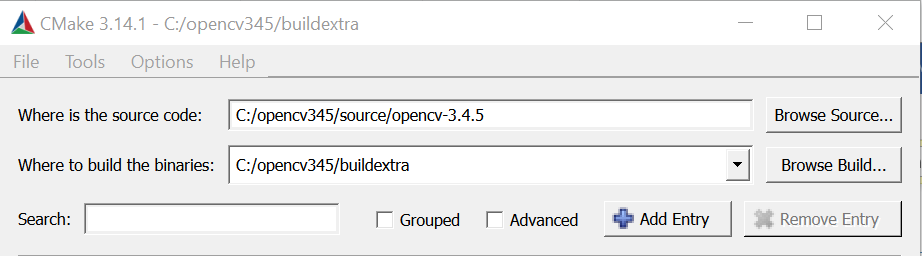 CMake 3.14.1 - C:/opencv345/buildextra
File Tools Options Help
Where is the source code: C:/opencv345/source/opencv-3.4.5 Browse Source...
Where to build the binaries: C:/opencv345/buildextra Browse Build...
Search: Grouped Advanced Add Entry Remove Entry